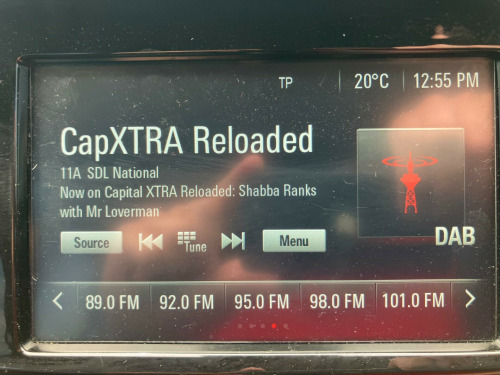 TP 20°C 12:55 PM
CapXTRA Reloaded
11A SDL National
Now on Capital XTRA Reloaded: Shabba Ranks
with Mr Loverman
Source Tune Menu
DAB
89.0 FM 92.0 FM 95.0 FM 98.0 FM 101.0 FM